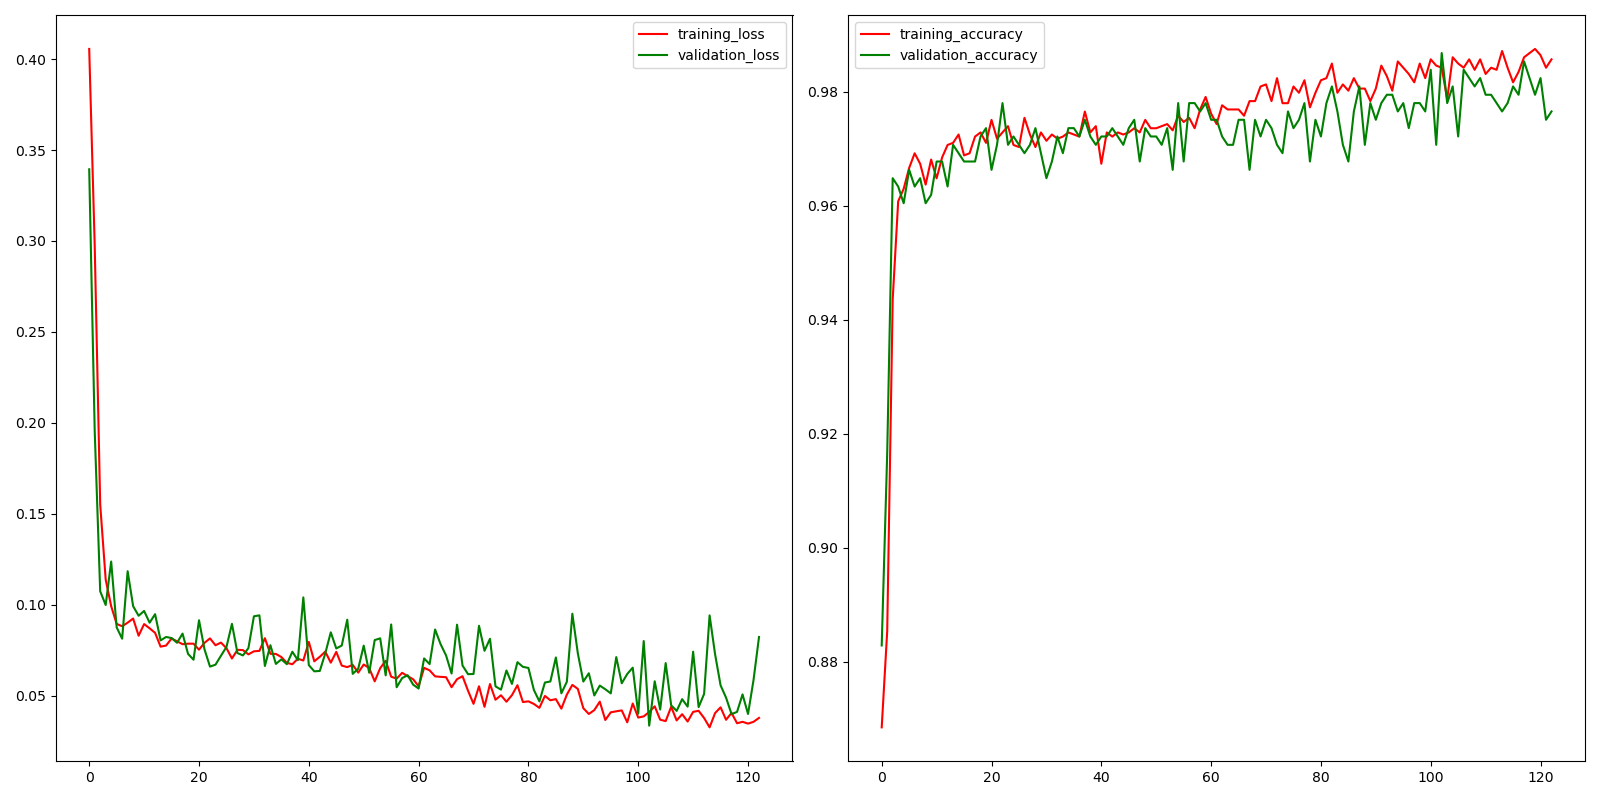 training_loss
validation_loss
0.40
0.35
0.30
0.25
0.20
0.15
0.10
0.05
0 20 40 60 80 100 120
training_accuracy
validation_accuracy
0.98
0.96
0.94
0.92
0.90
0.88
0 20 40 60 80 100 120